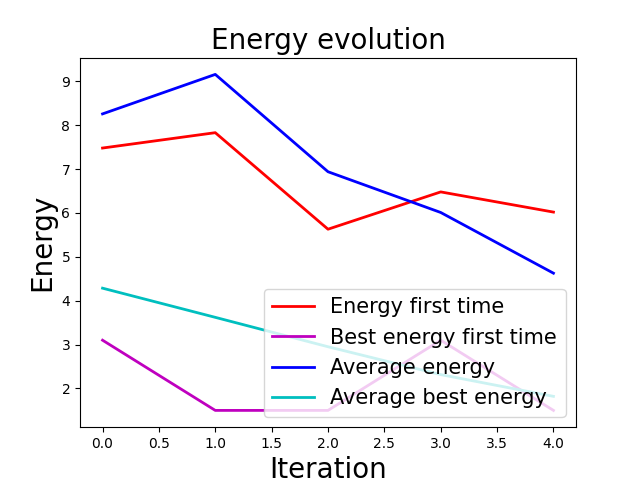 Energy evolution
Energy
9
8
7
6
5
4
3
2
Energy first time
Best energy first time
Average energy
Average best energy
0.0 0.5 1.0 1.5 2.0 2.5 3.0 3.5 4.0
Iteration